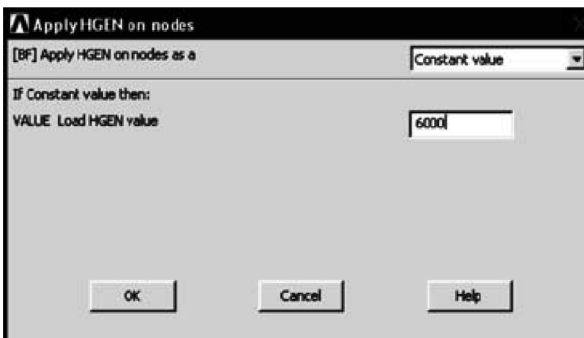 Apply HGEN on nodes
[BF] Apply HGEN on nodes as a Constant value
If Constant value then:
VALUE Load HGEN value 6000
OK Cancel Help